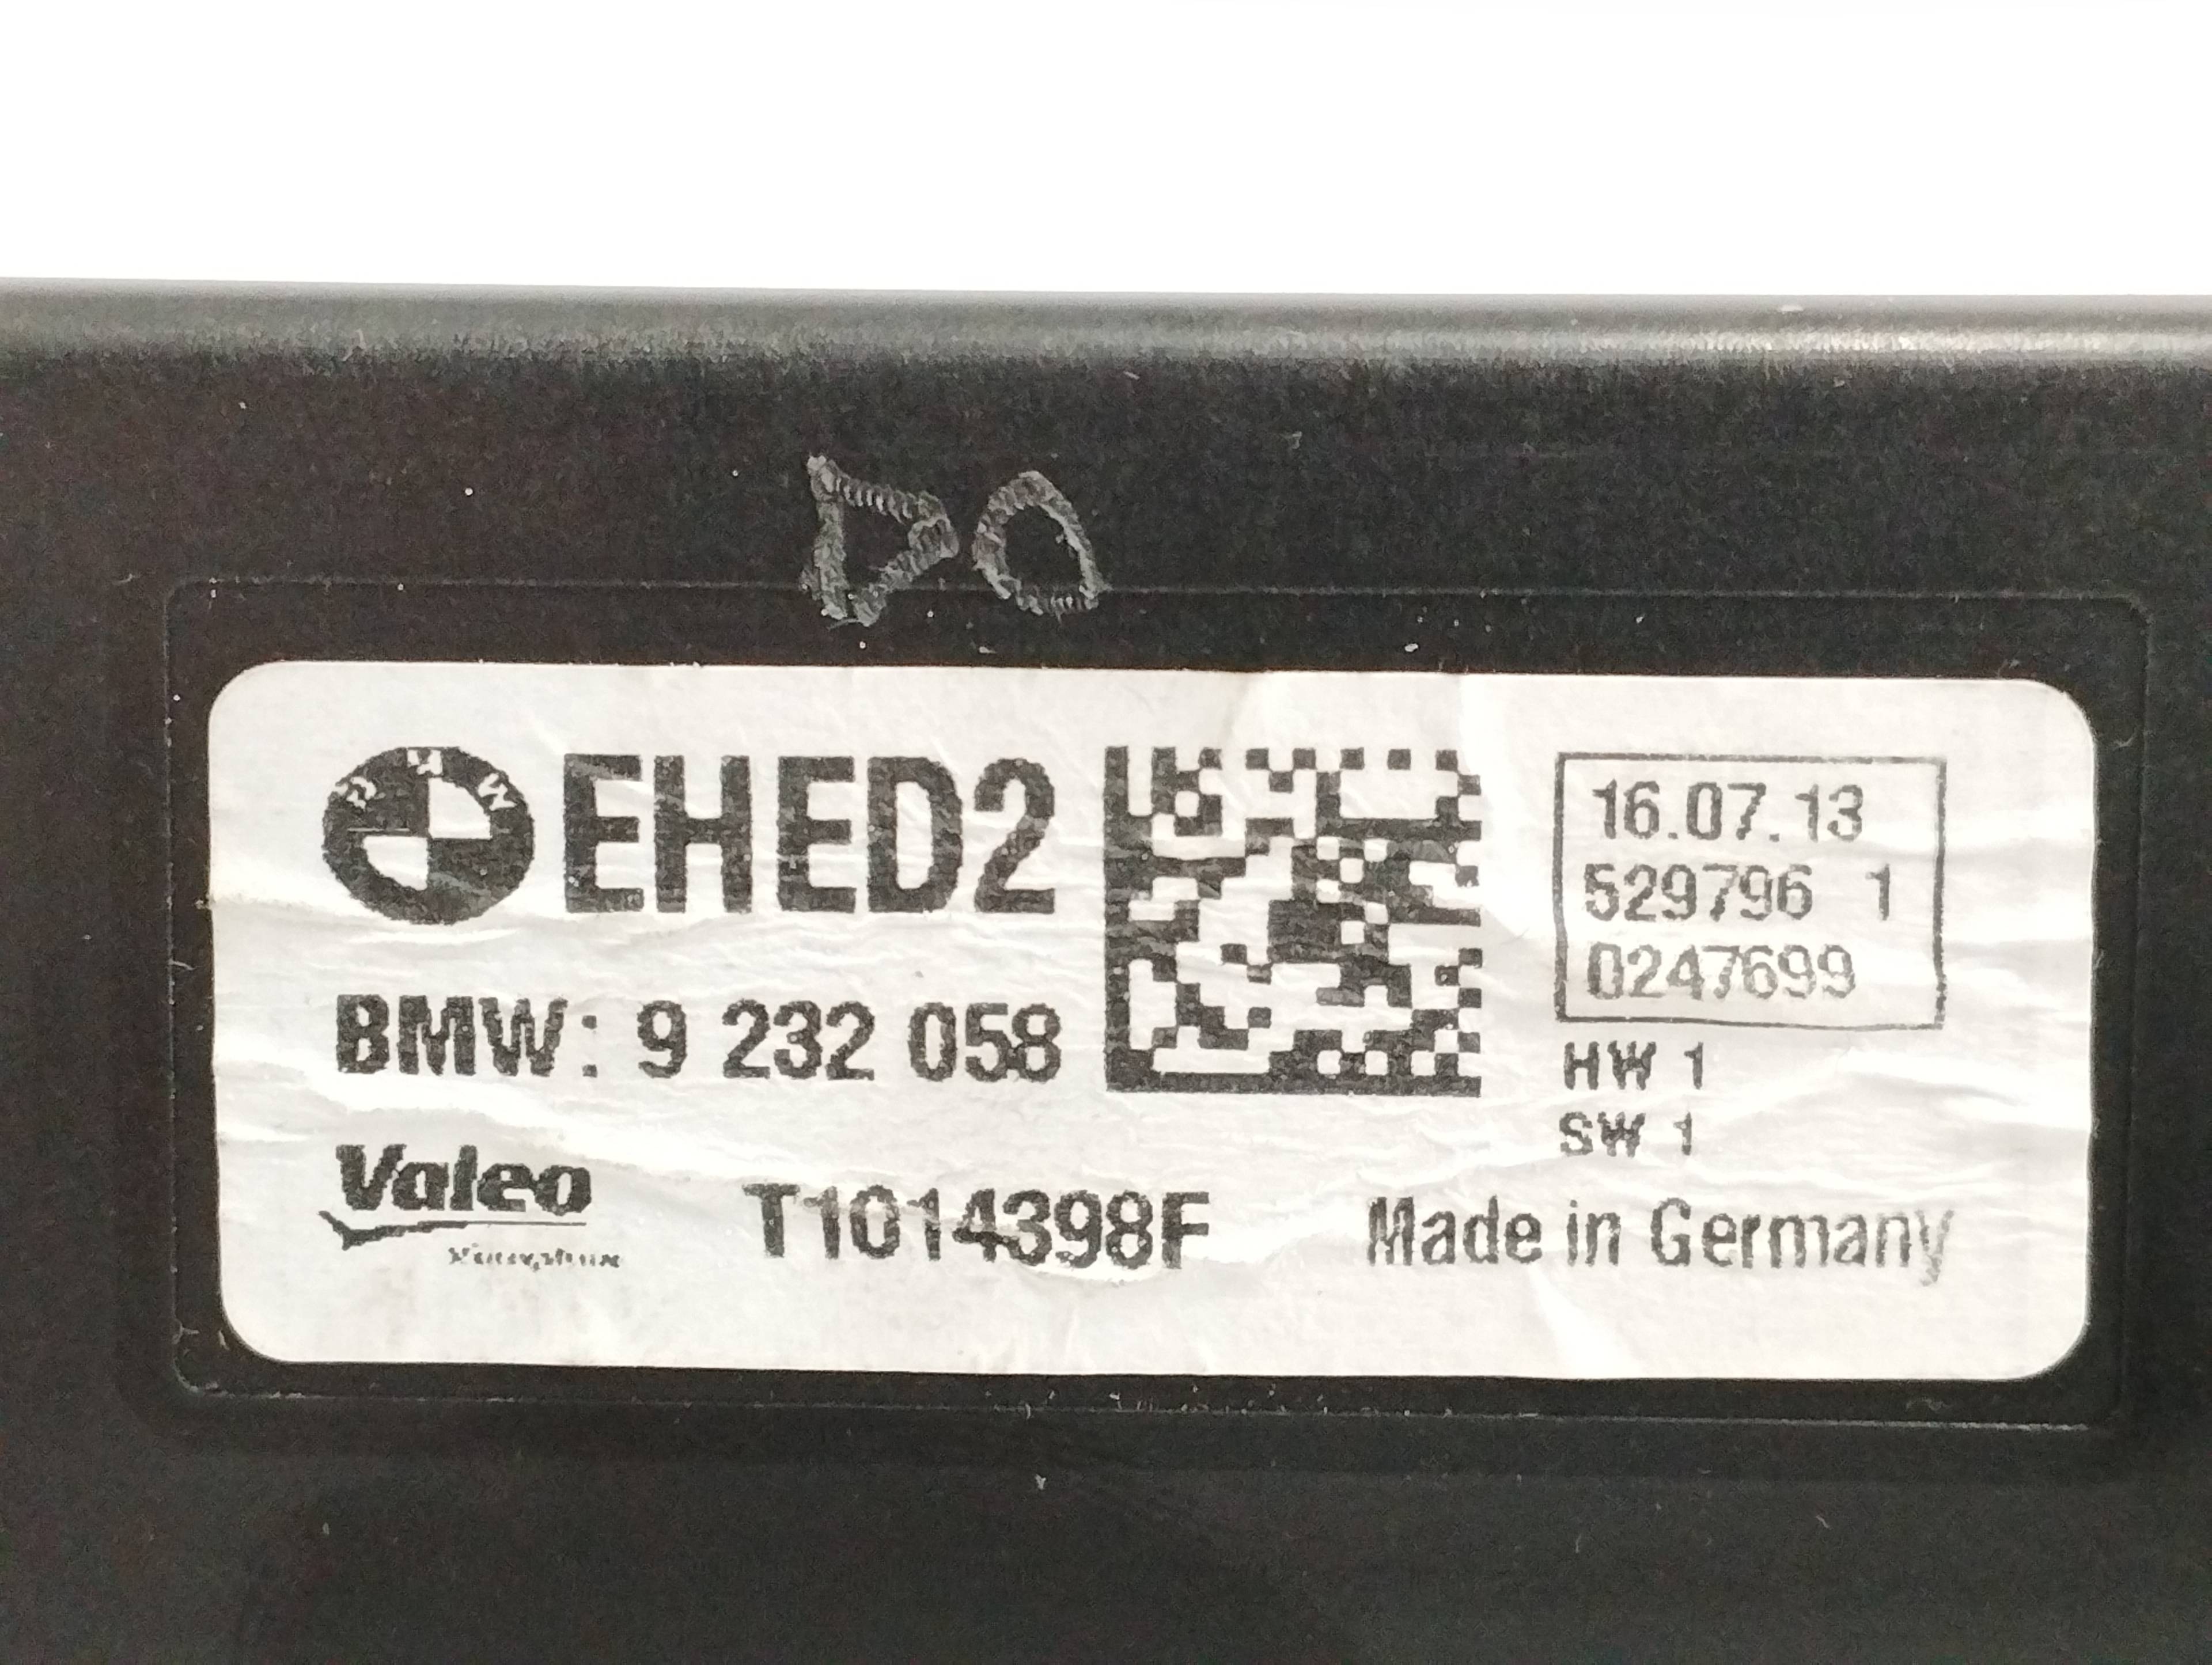 DO
BMW EHED2
BMW: 9 232 058
Valeo
T1014398F
16.07.13
529796 1
0247699
HW 1
SW 1
Made in Germany